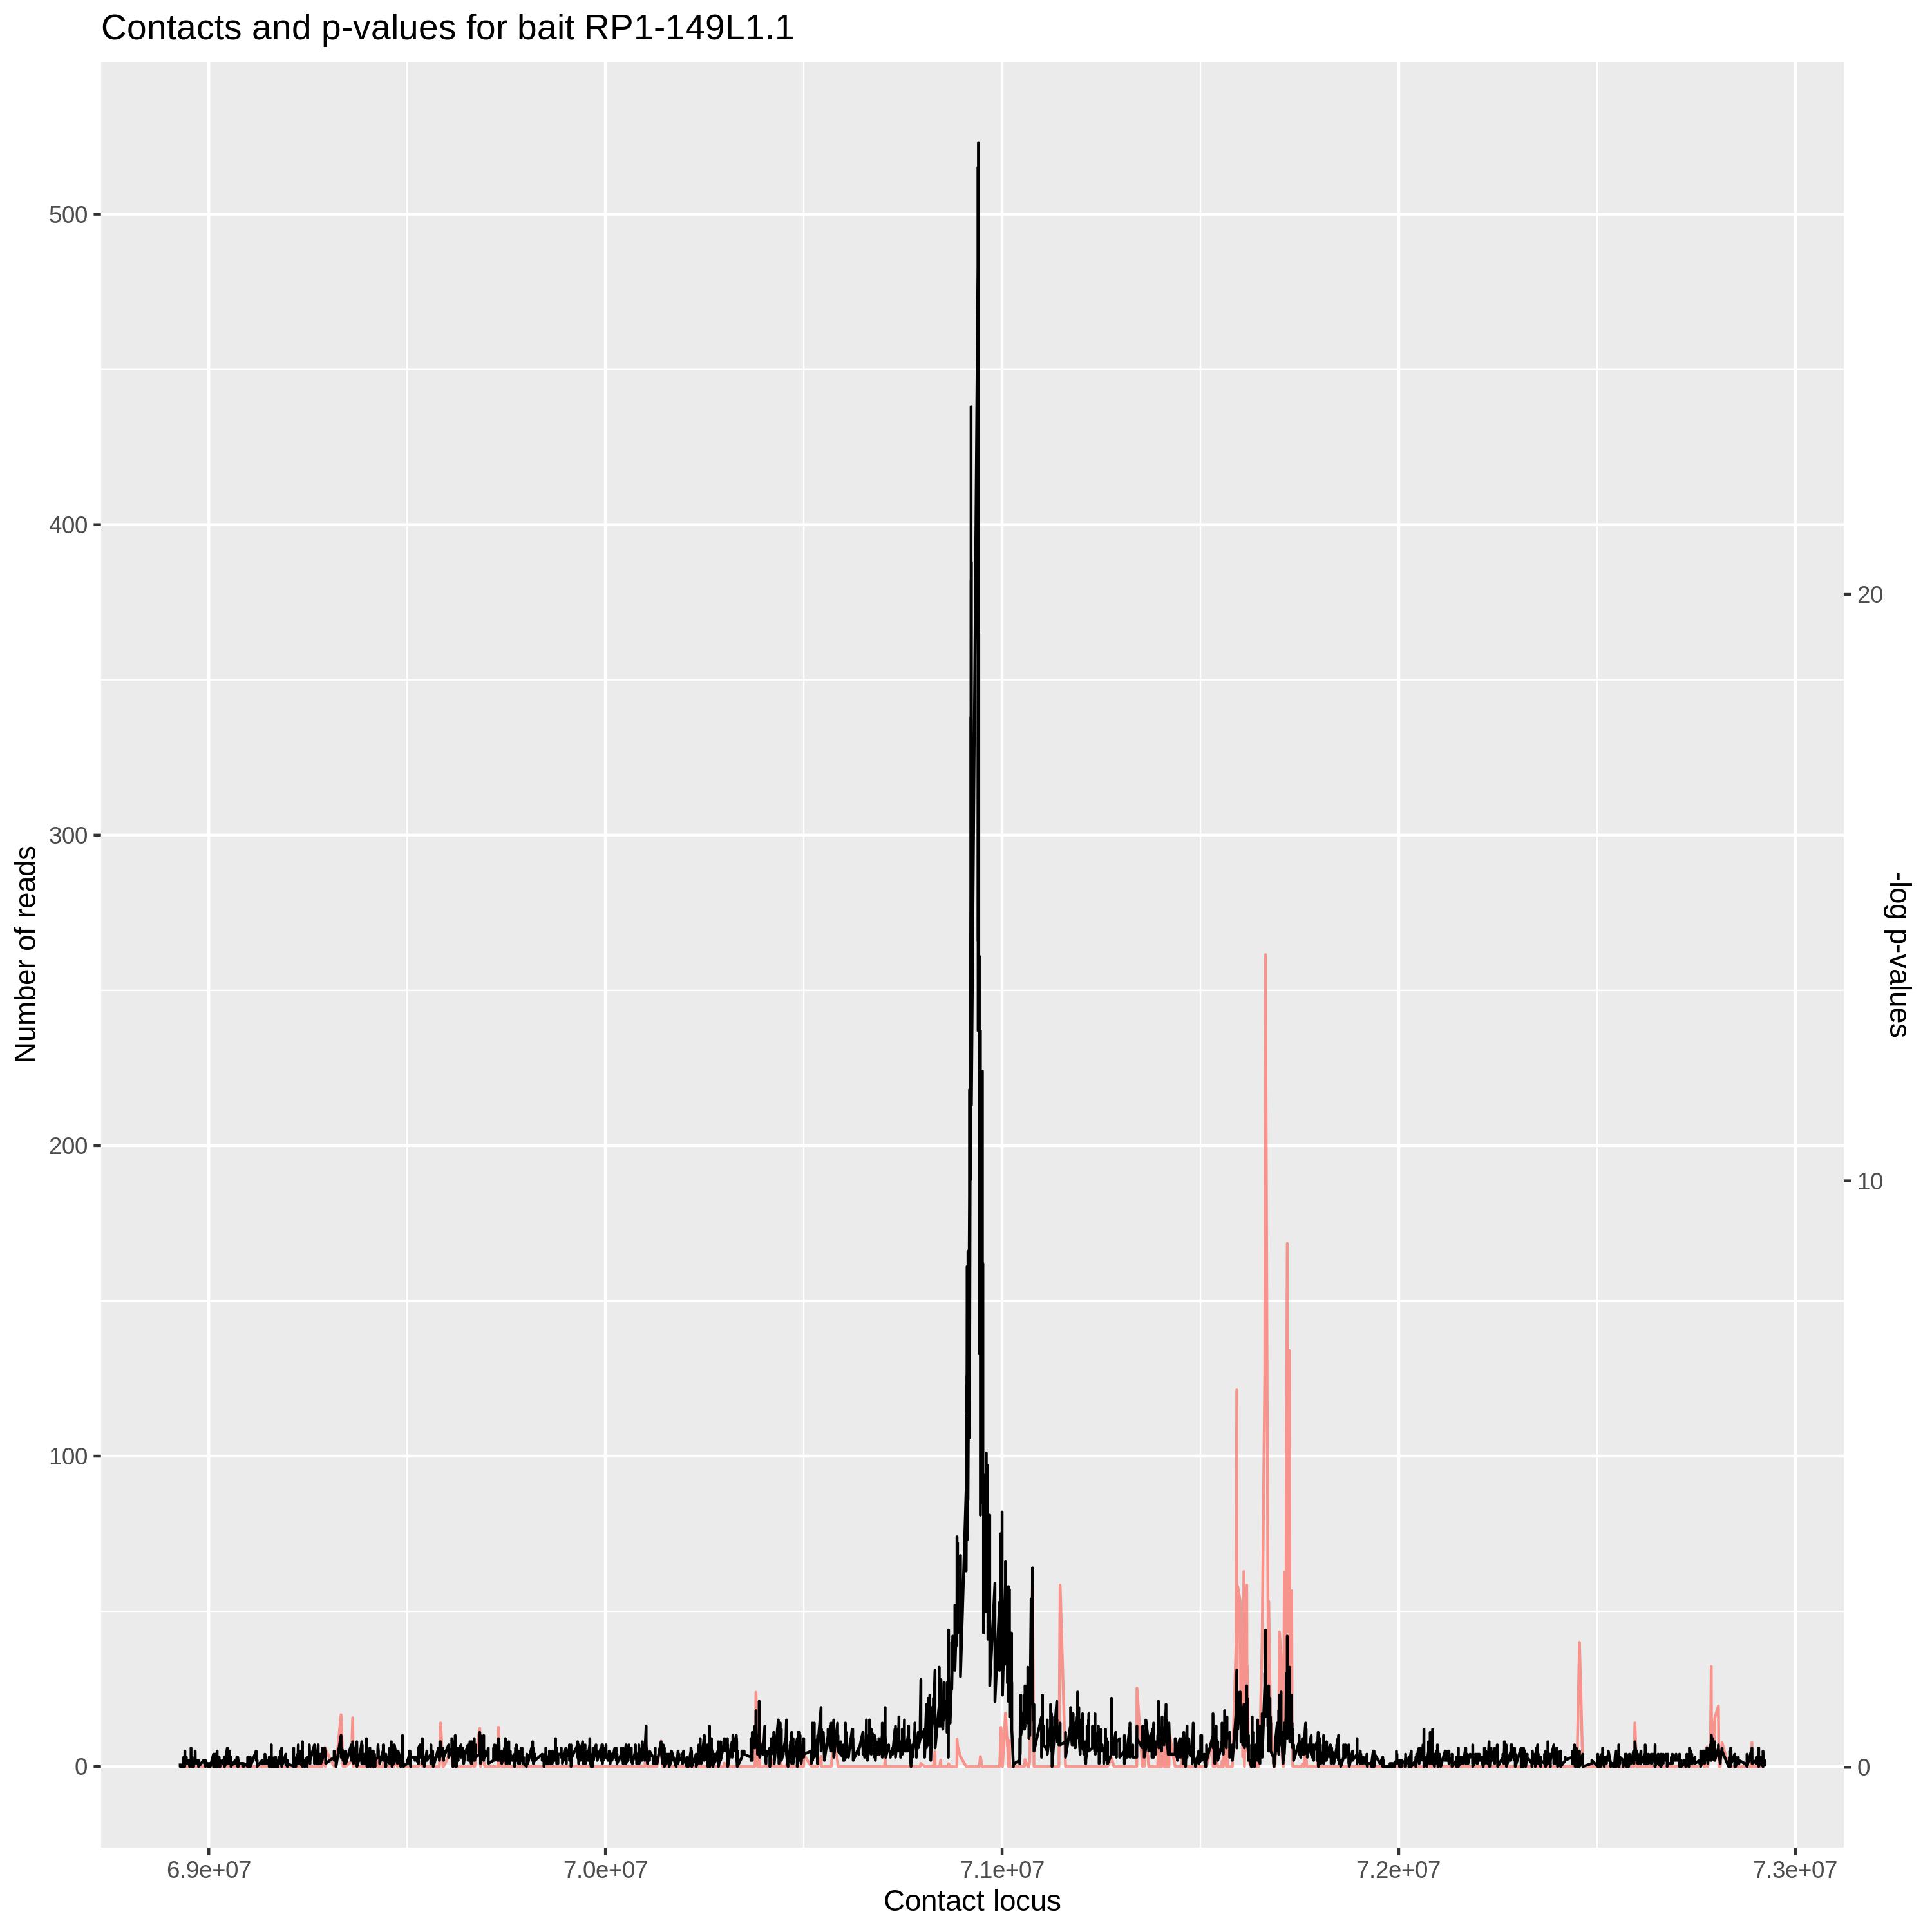 Contacts and p-values for bait RP1-149L1.1
Number of reads
500
400
300
200
100
0
20
10
0
-log p-values
6.9e+07
7.0e+07
7.1e+07
7.2e+07
7.3e+07
Contact locus